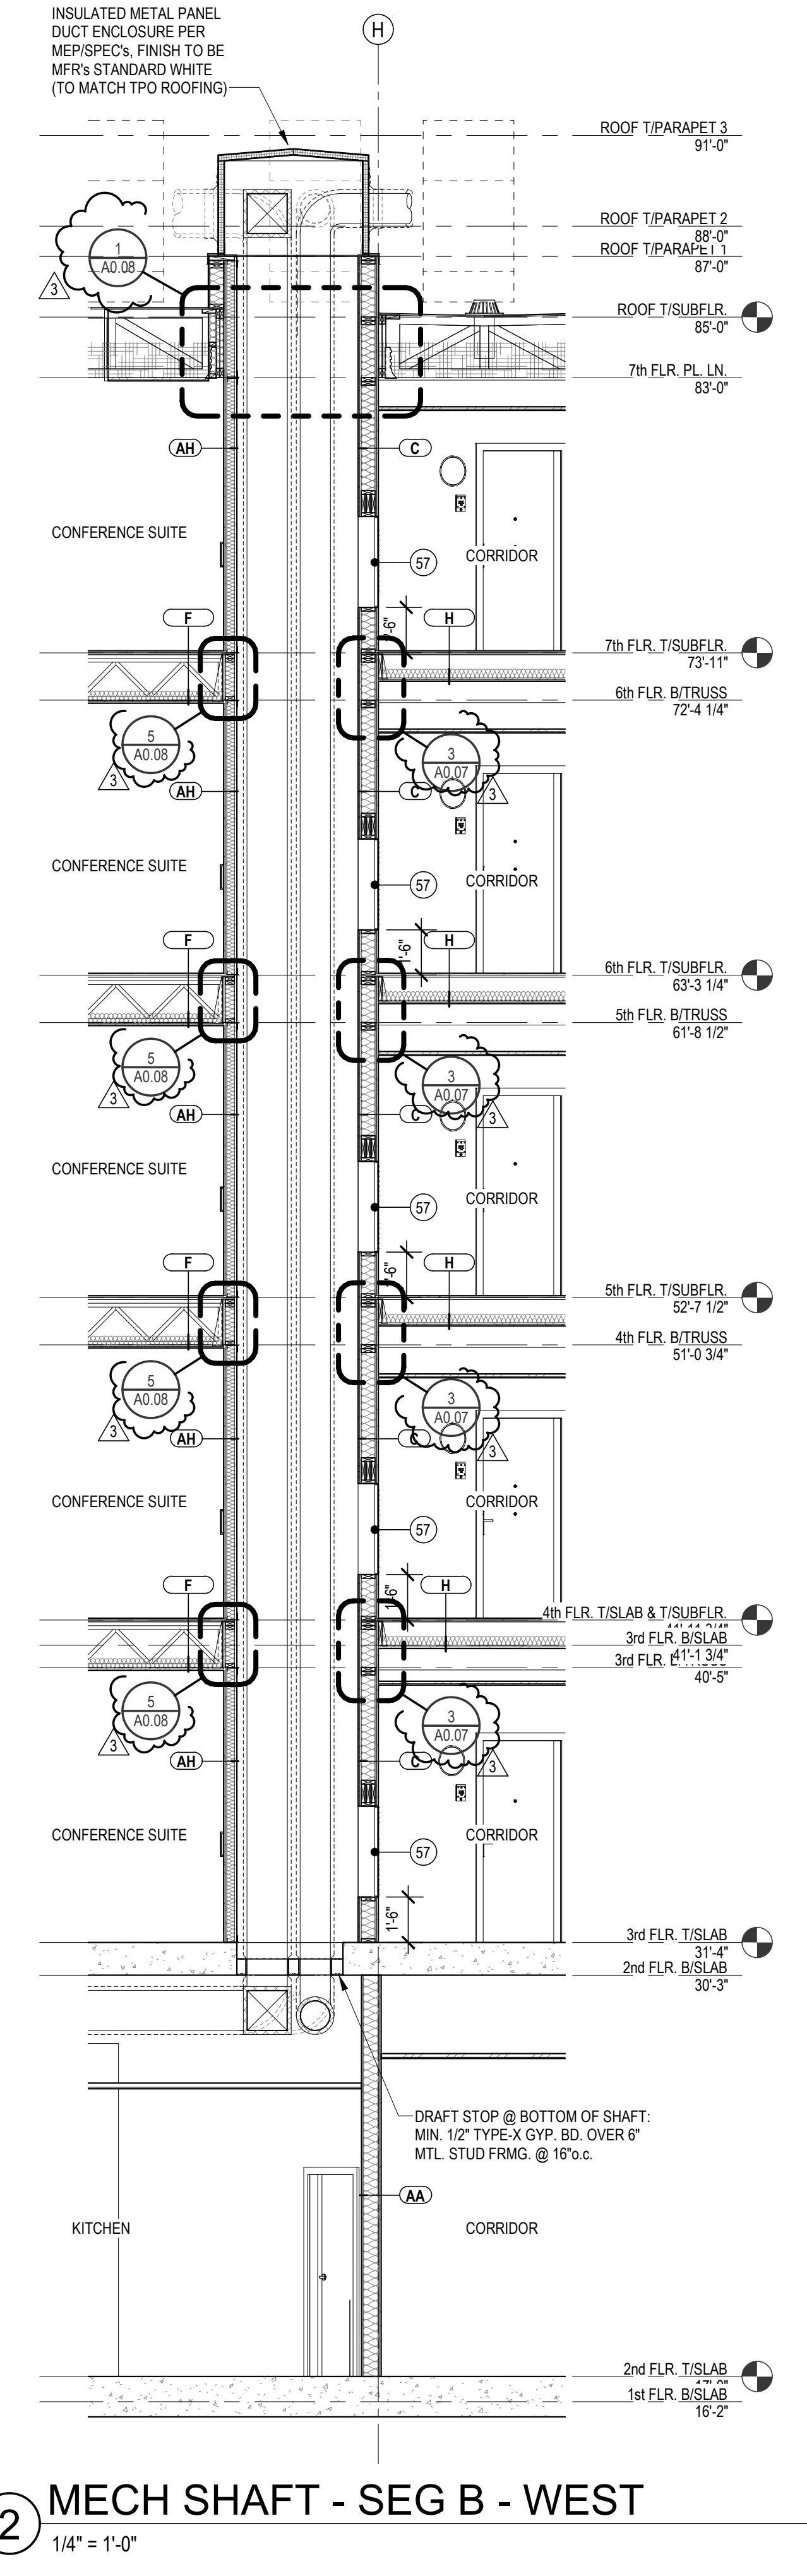 INSULATED METAL PANEL
DUCT ENCLOSURE PER
MEP/SPEC's, FINISH TO BE
MFR's STANDARD WHITE
(TO MATCH TPO ROOFING)
H
ROOF T/PARAPET 3
91'-0"
ROOF T/PARAPET 2
88'-0"
ROOF T/PARAPET 1
87'-0"
1
A0.08
3
ROOF T/SUBFLR.
85'-0"
7th FLR. PL. LN.
83'-0"
AH
C
CONFERENCE SUITE
57
CORRIDOR
F
H
7th FLR. T/SUBFLR.
73'-11"
6th FLR. B/TRUSS
72'-4 1/4"
5
A0.08
3
3
A0.07
3
AH
C
CONFERENCE SUITE
57
CORRIDOR
F
H
6th FLR. T/SUBFLR.
63'-3 1/4"
5th FLR. B/TRUSS
61'-8 1/2"
5
A0.08
3
3
A0.07
3
AH
C
CONFERENCE SUITE
57
CORRIDOR
F
H
5th FLR. T/SUBFLR.
52'-7 1/2"
4th FLR. B/TRUSS
51'-0 3/4"
5
A0.08
3
3
A0.07
3
AH
C
CONFERENCE SUITE
57
CORRIDOR
1'-6"
F
H
4th FLR. T/SLAB & T/SUBFLR.
3rd FLR. B/SLAB
41'-1 3/4"
3rd FLR.
40'-5"
5
A0.08
3
3
A0.07
3
AH
C
CONFERENCE SUITE
57
CORRIDOR
1'-6"
3rd FLR. T/SLAB
31'-4"
2nd FLR. B/SLAB
30'-3"
DRAFT STOP @ BOTTOM OF SHAFT:
MIN. 1/2" TYPE-X GYP. BD. OVER 6"
MTL. STUD FRMG. @ 16"o.c.
AA
KITCHEN
CORRIDOR
2nd FLR. T/SLAB
1st FLR. B/SLAB
16'-2"
2
MECH SHAFT - SEG B - WEST
1/4" = 1'-0"